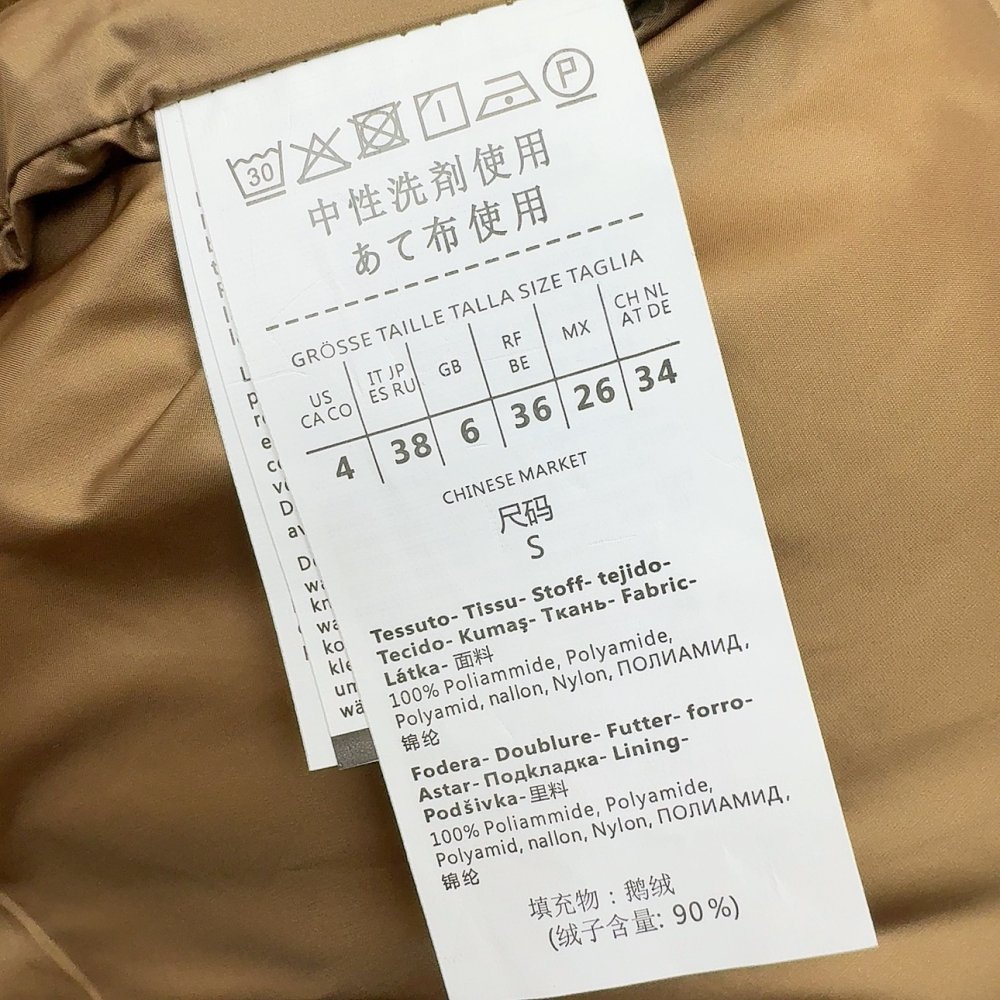 30 P
中性洗剤使用
あて布使用
GRÖSSE TAILLE TALLA SIZE TAGLIA
US CA CO
IT JP ES RU
GB
RF BE
MX
CH NL AT DE
4 38 6 36 26 34
CHINESE MARKET
尺码
S
Tessuto- Tissu- Stoff- tejido-
Tecido- Kumaş- Ткань- Fabric-
Látka- 面料
100% Poliammide, Polyamide,
Polyamid, nallon, Nylon, ПОЛИАМИД,
锦纶
Fodera- Doublure- Futter- forro-
Astar- Подкладка- Lining-
Podšivka- 里料
100% Poliammide, Polyamide,
Polyamid, nallon, Nylon, ПОЛИАМИД,
锦纶
填充物：鹅绒
(绒子含量: 90%)